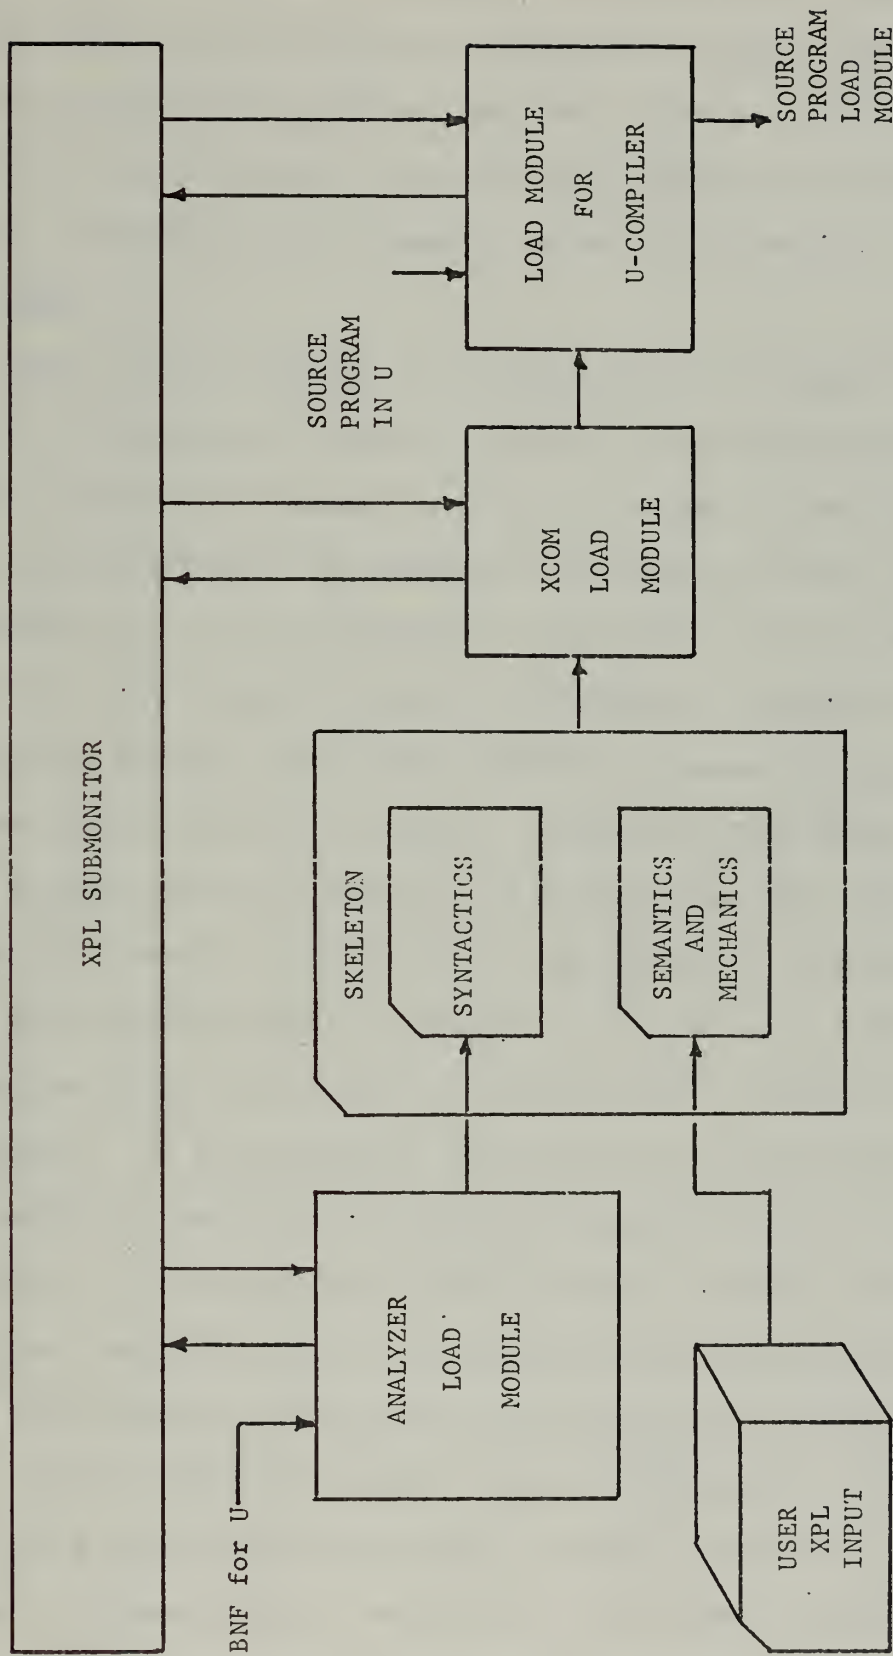 XPL SUBMONITOR
BNF for U
ANALYZER
LOAD
MODULE
USER
XPL
INPUT
SKELETON
SYNTACTICS
SEMANTICS
AND
MECHANICS
XCOM
LOAD
MODULE
SOURCE
PROGRAM
IN U
LOAD MODULE
FOR
U-COMPILER
SOURCE
PROGRAM
LOAD
MODULE